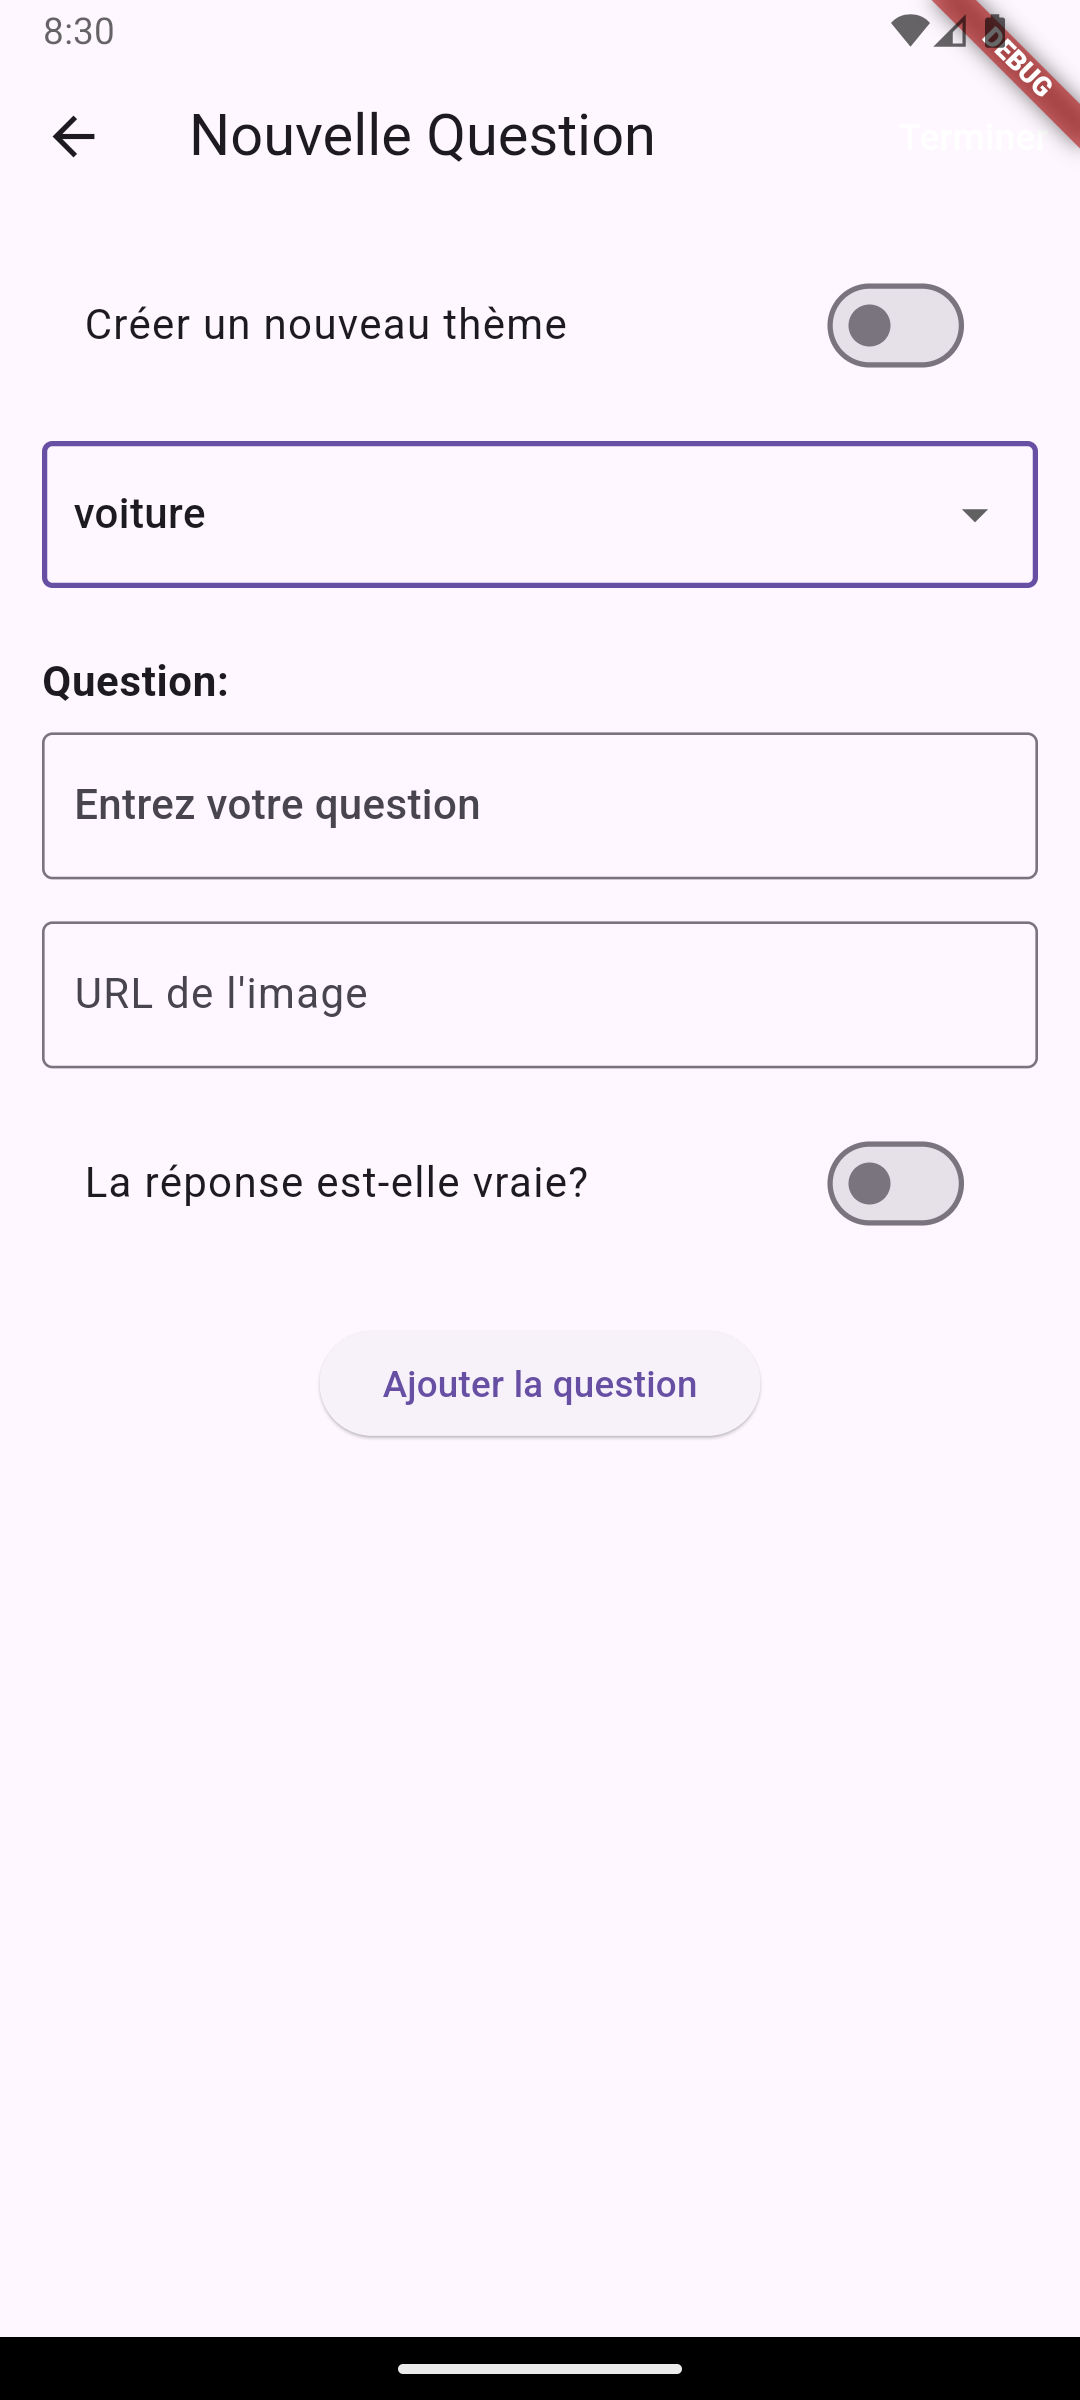 8:30
DEBUG
Nouvelle Question
Terminer
Créer un nouveau thème
voiture
Question:
Entrez votre question
URL de l'image
La réponse est-elle vraie?
Ajouter la question